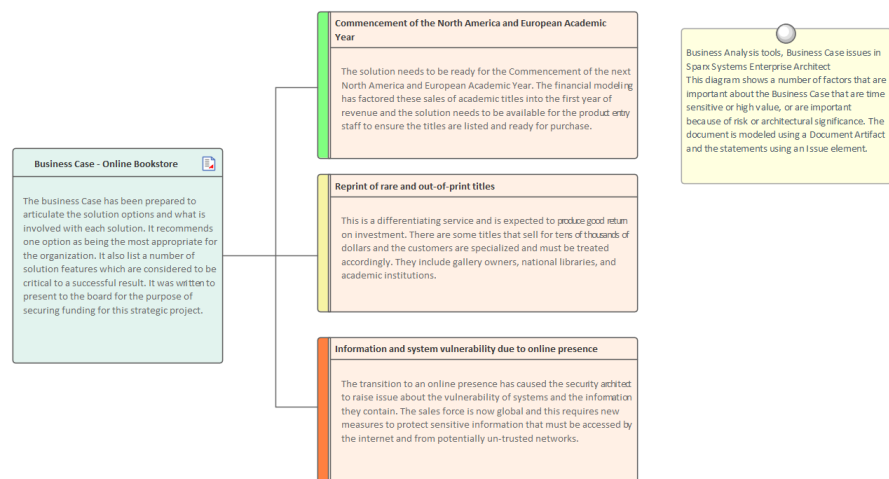 Commencement of the North America and European Academic
Year
The solution needs to be ready for the Commencement of the next
North America and European Academic Year. The financial modeling
has factored these sales of academic titles into the first year of
revenue and the solution needs to be available for the product entry
staff to ensure the titles are listed and ready for purchase.
Business Analysis tools, Business Case issues in
Sparx Systems Enterprise Architect
This diagram shows a number of factors that are
important about the Business Case that are time
sensitive or high value, or are important
because of risk or architectural significance. The
document is modeled using a Document Artifact
and the statements using an Issue element.
Business Case - Online Bookstore
The business Case has been prepared to
articulate the solution options and what is
involved with each solution. It recommends
one option as being the most appropriate for
the organization. It also list a number of
solution features which are considered to be
critical to a successful result. It was written to
present to the board for the purpose of
securing funding for this strategic project.
Reprint of rare and out-of-print titles
This is a differentiating service and is expected to produce good return
on investment. There are some titles that sell for tens of thousands of
dollars and the customers are specialized and must be treated
accordingly. They include gallery owners, national libraries, and
academic institutions.
Information and system vulnerability due to online presence
The transition to an online presence has caused the security architect
to raise issue about the vulnerability of systems and the information
they contain. The sales force is now global and this requires new
measures to protect sensitive information that must be accessed by
the internet and from potentially un-trusted networks.